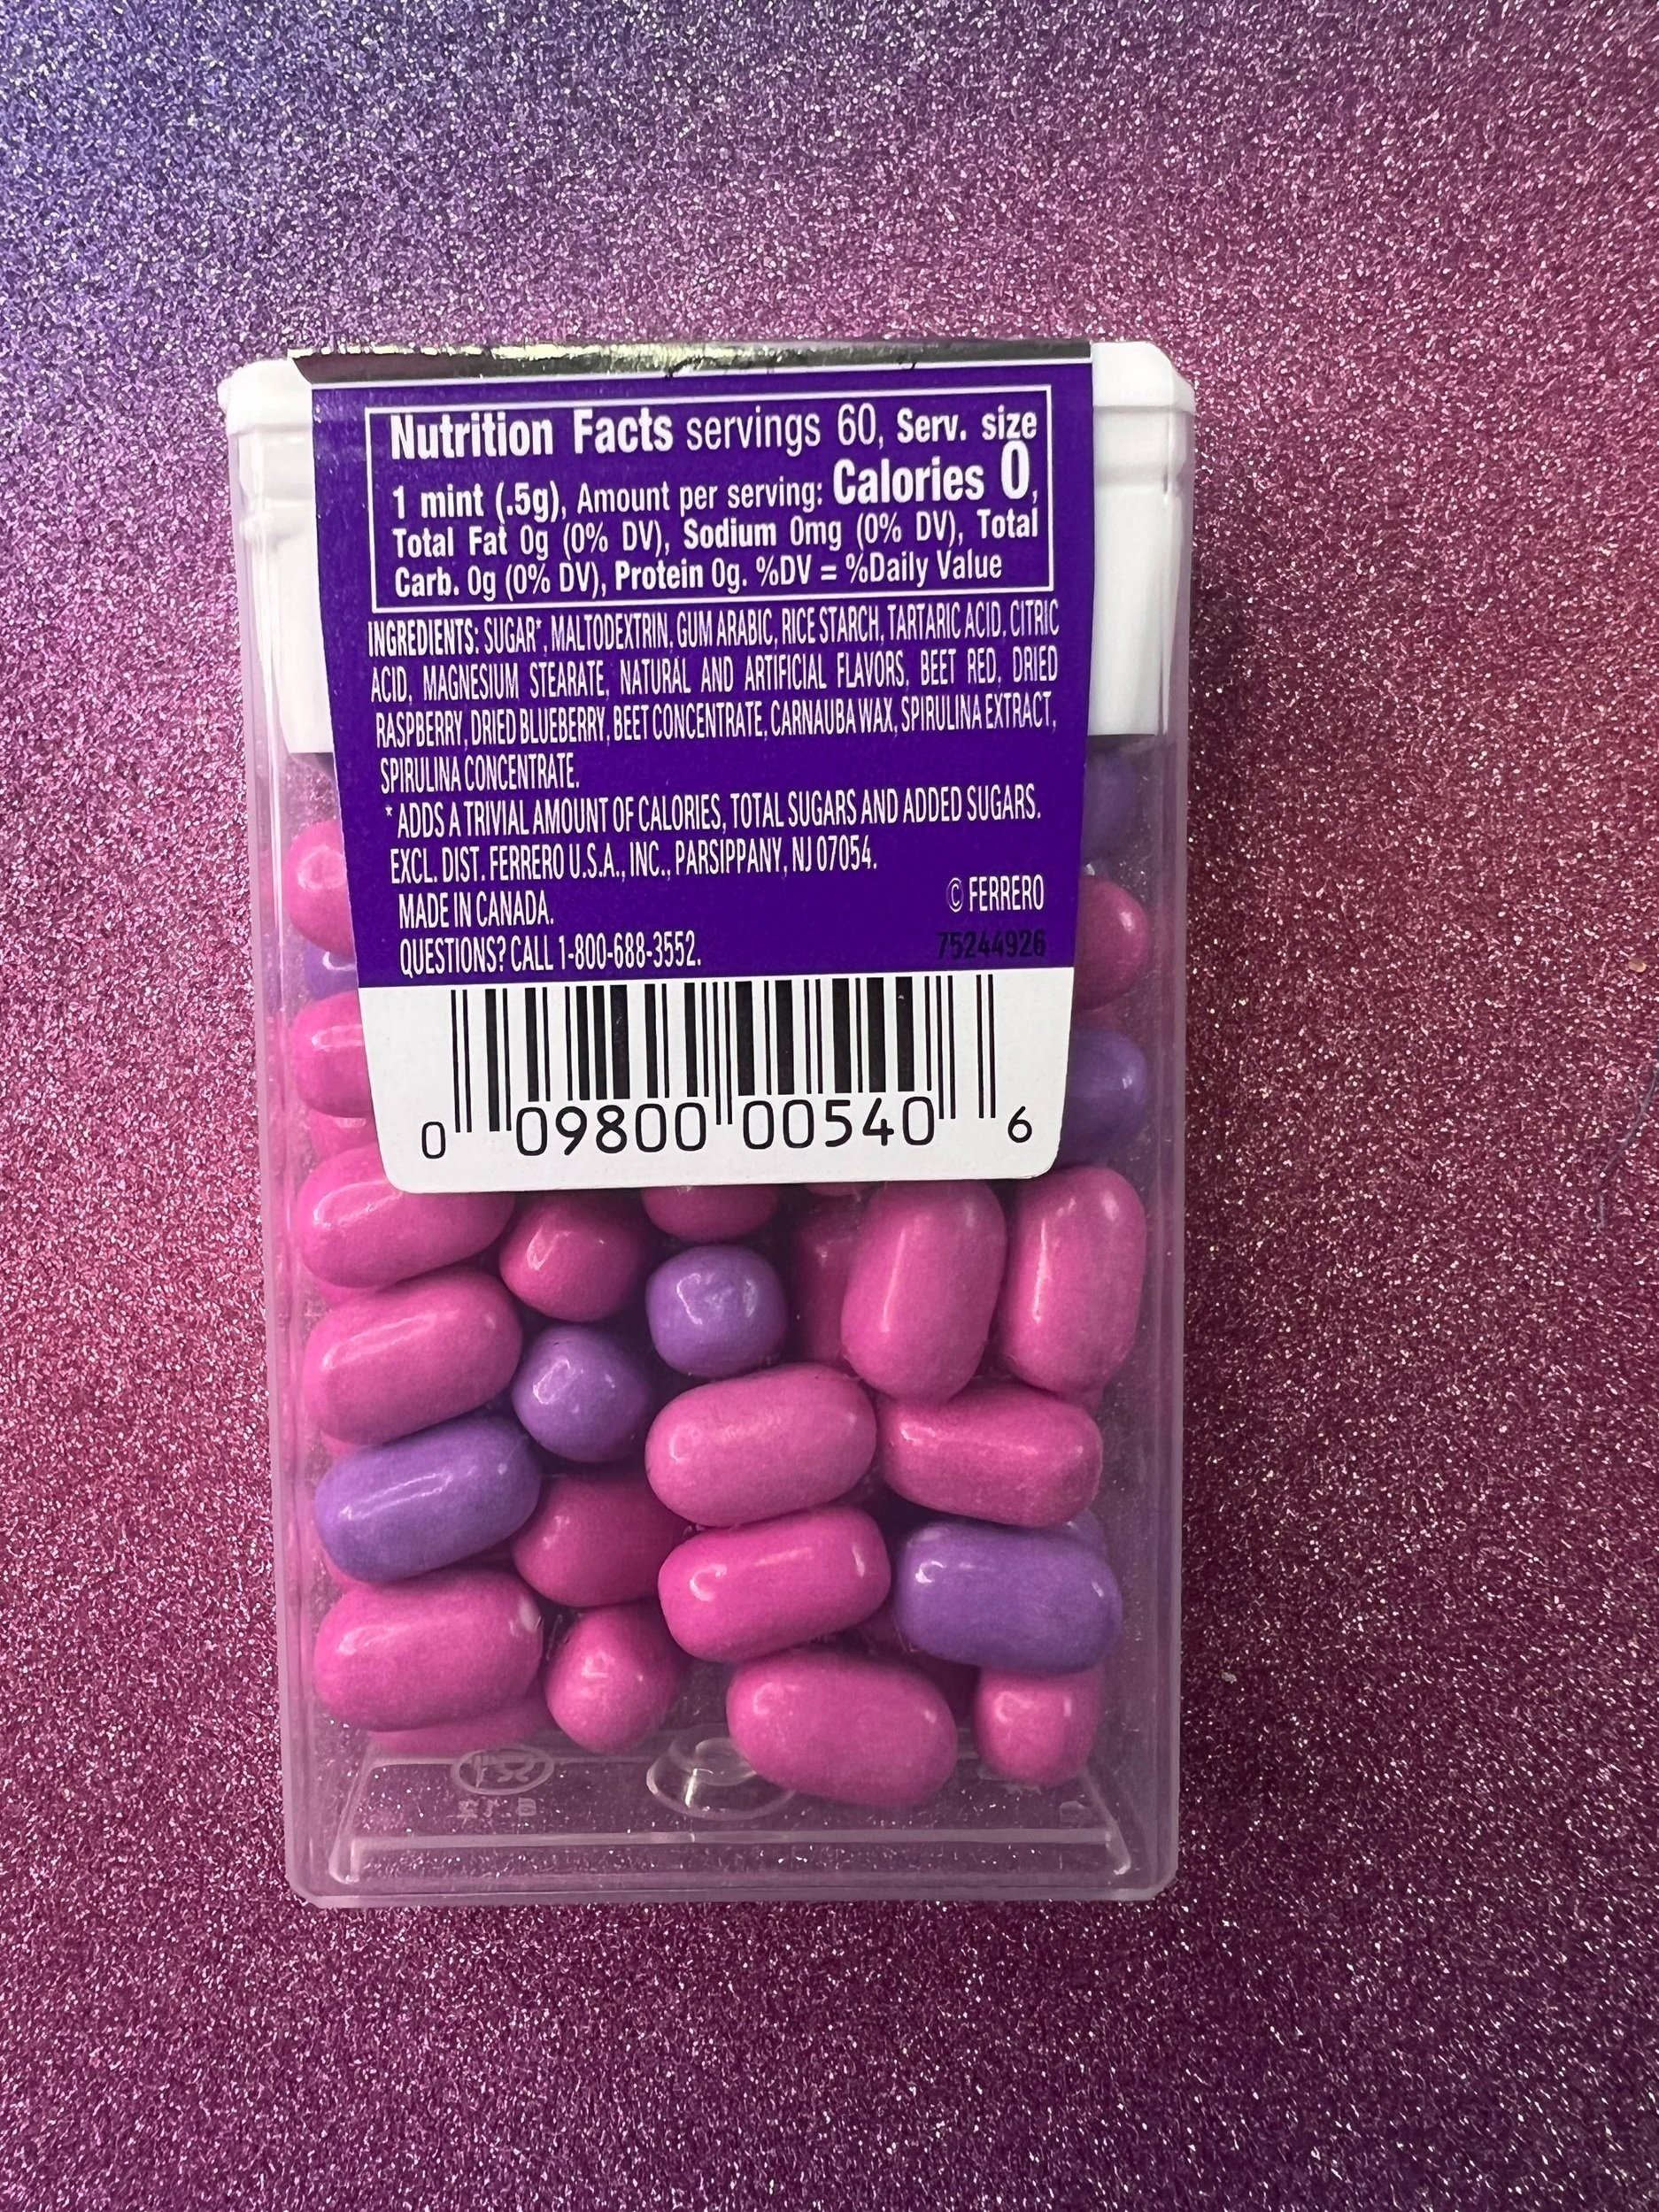 Nutrition Facts servings 60, Serv. size
1 mint (.5g), Amount per serving: Calories 0,
Total Fat 0g (0% DV), Sodium 0mg (0% DV), Total
Carb. 0g (0% DV), Protein 0g. %DV = %Daily Value
INGREDIENTS: SUGAR*, MALTODEXTRIN, GUM ARABIC, RICE STARCH, TARTARIC ACID, CITRIC
ACID, MAGNESIUM STEARATE, NATURAL AND ARTIFICIAL FLAVORS, BEET RED, DRIED
RASPBERRY, DRIED BLUEBERRY, BEET CONCENTRATE, CARNAUBA WAX, SPIRULINA EXTRACT,
SPIRULINA CONCENTRATE.
* ADDS A TRIVIAL AMOUNT OF CALORIES, TOTAL SUGARS AND ADDED SUGARS.
EXCL. DIST. FERRERO U.S.A., INC., PARSIPPANY, NJ 07054.
MADE IN CANADA. © FERRERO
QUESTIONS? CALL 1-800-688-3552. 75244926
0 09800 00540 6